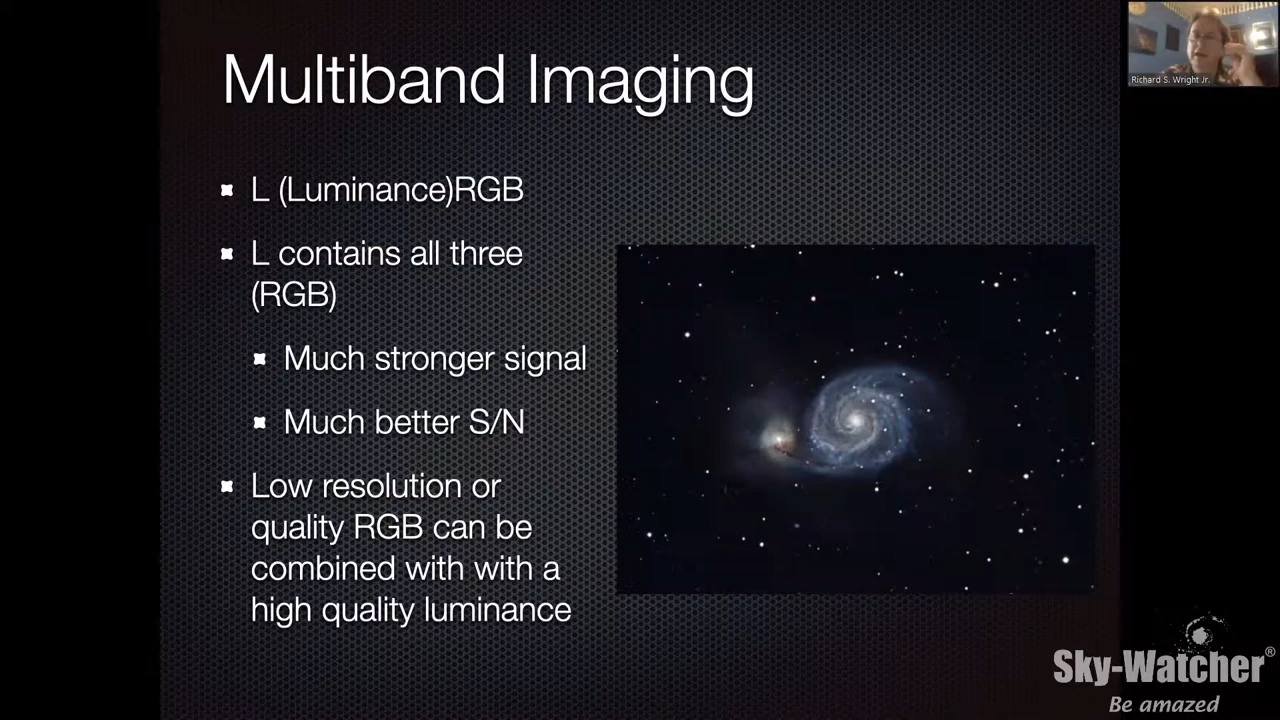 Multiband Imaging
L (Luminance)RGB
L contains all three
(RGB)
Much stronger signal
Much better S/N
Low resolution or
quality RGB can be
combined with with a
high quality luminance
Richard S. Wright Jr.
Sky-Watcher®
Be amazed